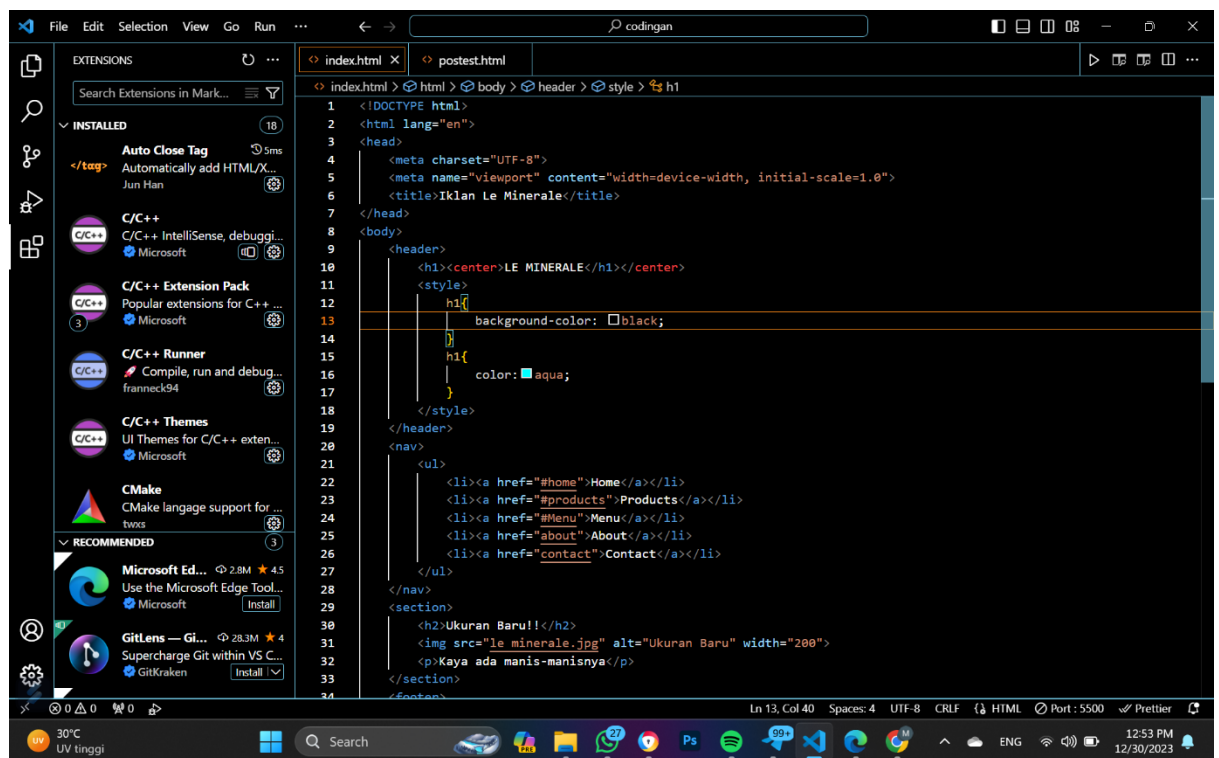 File Edit Selection View Go Run ··· codingan
EXTENSIONS
Search Extensions in Mark...
INSTALLED 18
Auto Close Tag 5ms
</tag> Automatically add HTML/X...
Jun Han
C/C++
C/C++ C/C++ IntelliSense, debuggi...
Microsoft
C/C++ Extension Pack
C/C++ Popular extensions for C++ ...
3 Microsoft
C/C++ Runner
C/C++ 🚀 Compile, run and debug...
franneck94
C/C++ Themes
C/C++ UI Themes for C/C++ exten...
Microsoft
CMake
CMake langage support for ...
twxs
RECOMMENDED 3
Microsoft Ed... 2.8M ★ 4.5
Use the Microsoft Edge Tool...
Microsoft Install
GitLens — Gi... 28.3M ★ 4
Supercharge Git within VS C...
GitKraken Install
index.html × postest.html
index.html > html > body > header > style > h1
1 <!DOCTYPE html>
2 <html lang="en">
3 <head>
4 <meta charset="UTF-8">
5 <meta name="viewport" content="width=device-width, initial-scale=1.0">
6 <title>Iklan Le Minerale</title>
7 </head>
8 <body>
9 <header>
10 <h1><center>LE MINERALE</h1></center>
11 <style>
12 h1{
13 background-color: black;
14 }
15 h1{
16 color: aqua;
17 }
18 </style>
19 </header>
20 <nav>
21 <ul>
22 <li><a href="#home">Home</a></li>
23 <li><a href="#products">Products</a></li>
24 <li><a href="#Menu">Menu</a></li>
25 <li><a href="about">About</a></li>
26 <li><a href="contact">Contact</a></li>
27 </ul>
28 </nav>
29 <section>
30 <h2>Ukuran Baru!!</h2>
31 <img src="le minerale.jpg" alt="Ukuran Baru" width="200">
32 <p>Kaya ada manis-manisnya</p>
33 </section>
34 <footer>
0 0 0 Ln 13, Col 40 Spaces: 4 UTF-8 CRLF HTML Port : 5500 Prettier
UV 30°C
UV tinggi
Search PRE 27 Ps 99+ M ENG 12:53 PM
12/30/2023